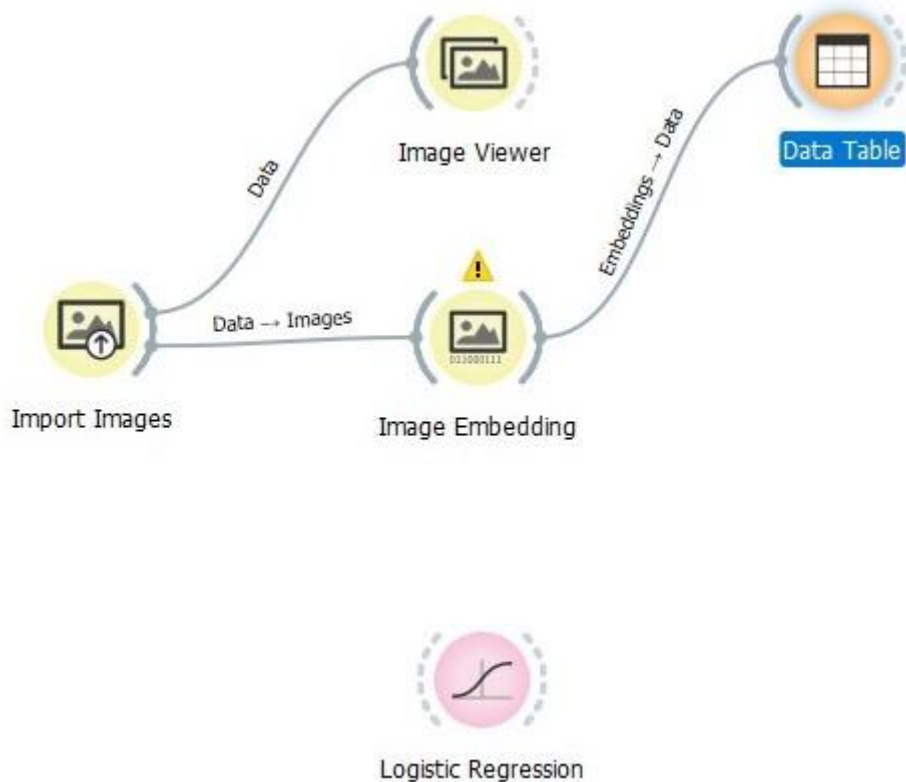 Image Viewer
Data Table
Data
Embeddings → Data
Data → Images
Import Images
Image Embedding
Logistic Regression